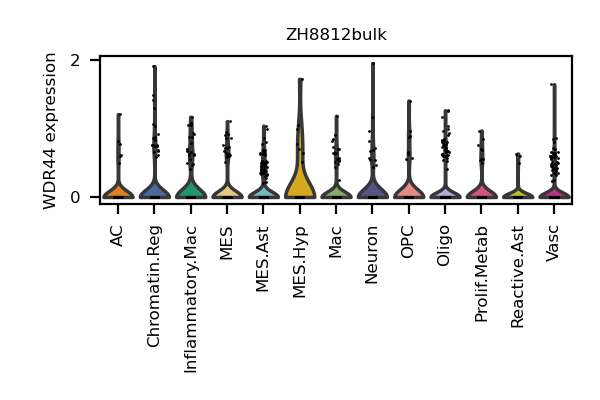 ZH8812bulk
WDR44 expression
2
0
AC
Chromatin.Reg
Inflammatory.Mac
MES
MES.Ast
MES.Hyp
Mac
Neuron
OPC
Oligo
Prolif.Metab
Reactive.Ast
Vasc